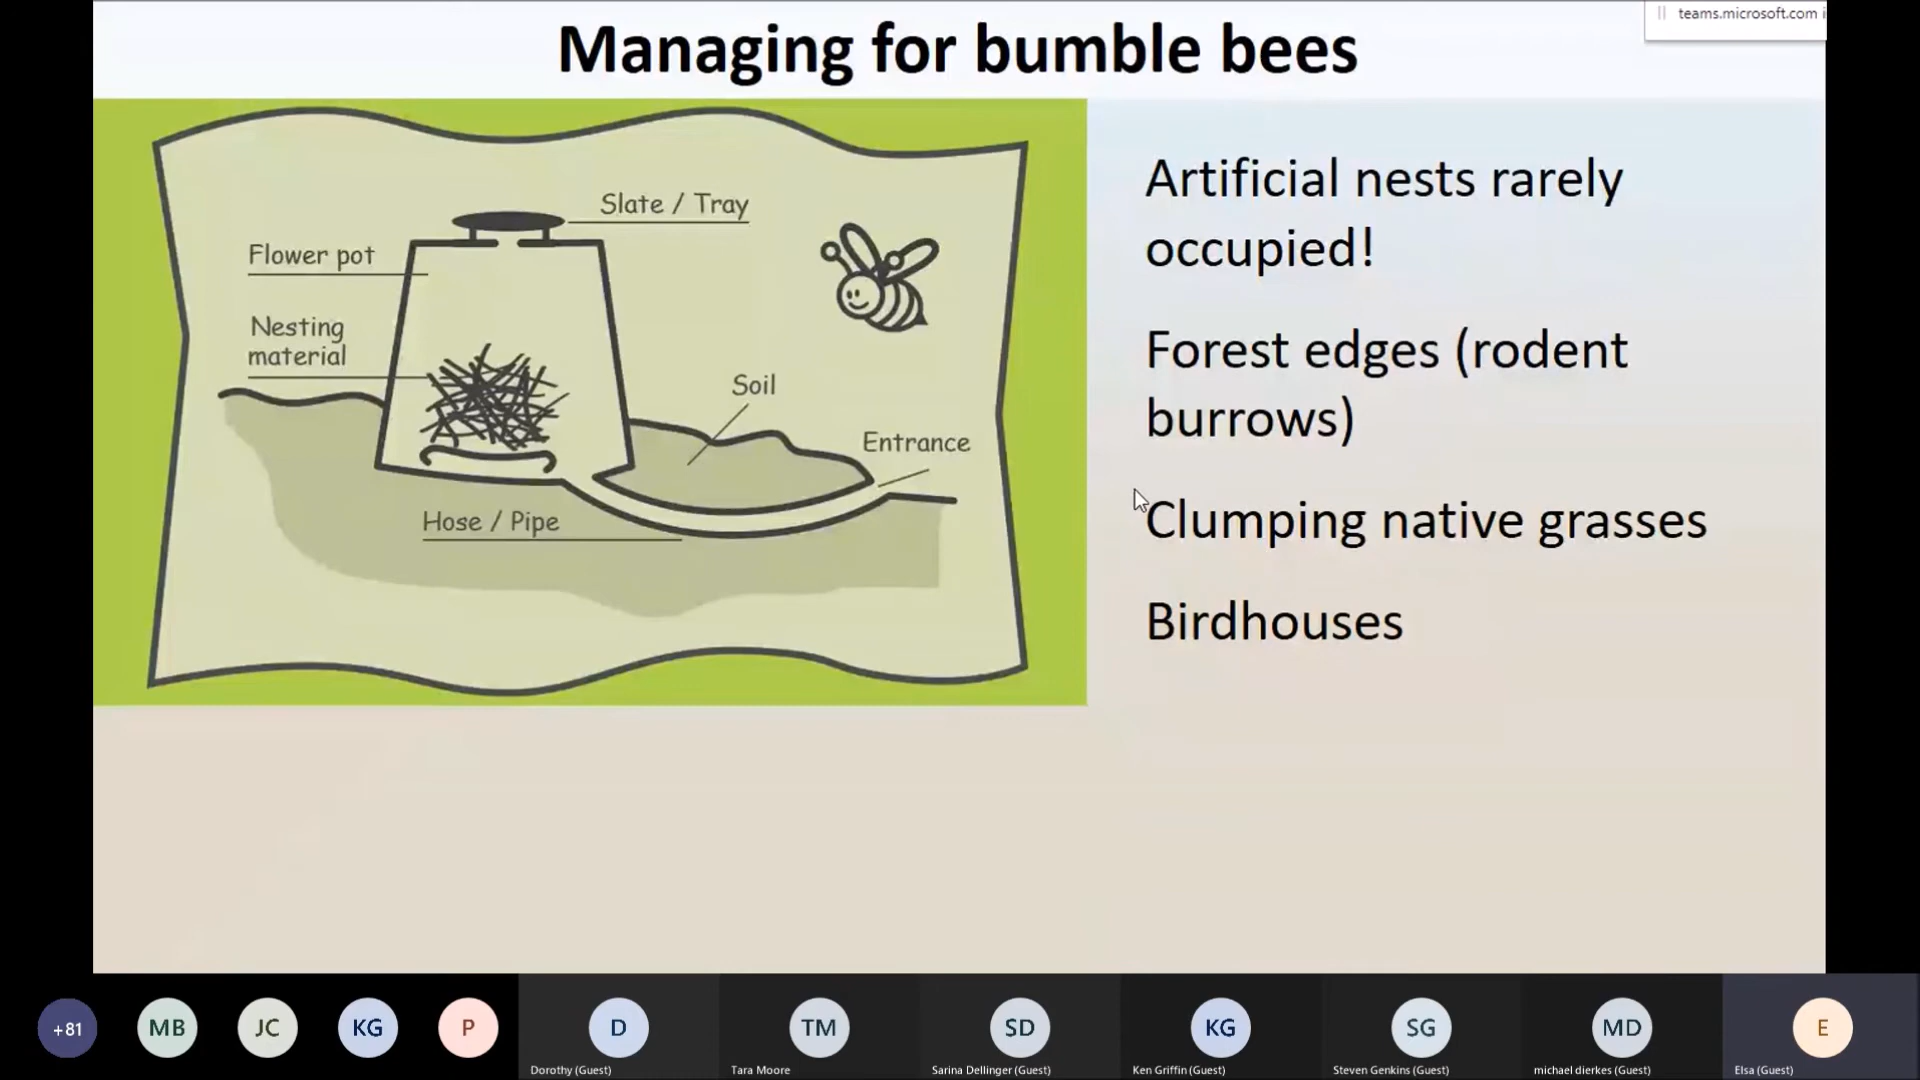 Managing for bumble bees
teams.microsoft.com
Slate / Tray
Flower pot
Nesting
material
Soil
Entrance
Hose / Pipe
Artificial nests rarely
occupied!
Forest edges (rodent
burrows)
Clumping native grasses
Birdhouses
+81
MB
JC
KG
P
D
TM
SD
KG
SG
MD
E
Dorothy (Guest)
Tara Moore
Sarina Dellinger (Guest)
Ken Griffin (Guest)
Steven Genkins (Guest)
michael dierkes (Guest)
Elsa (Guest)